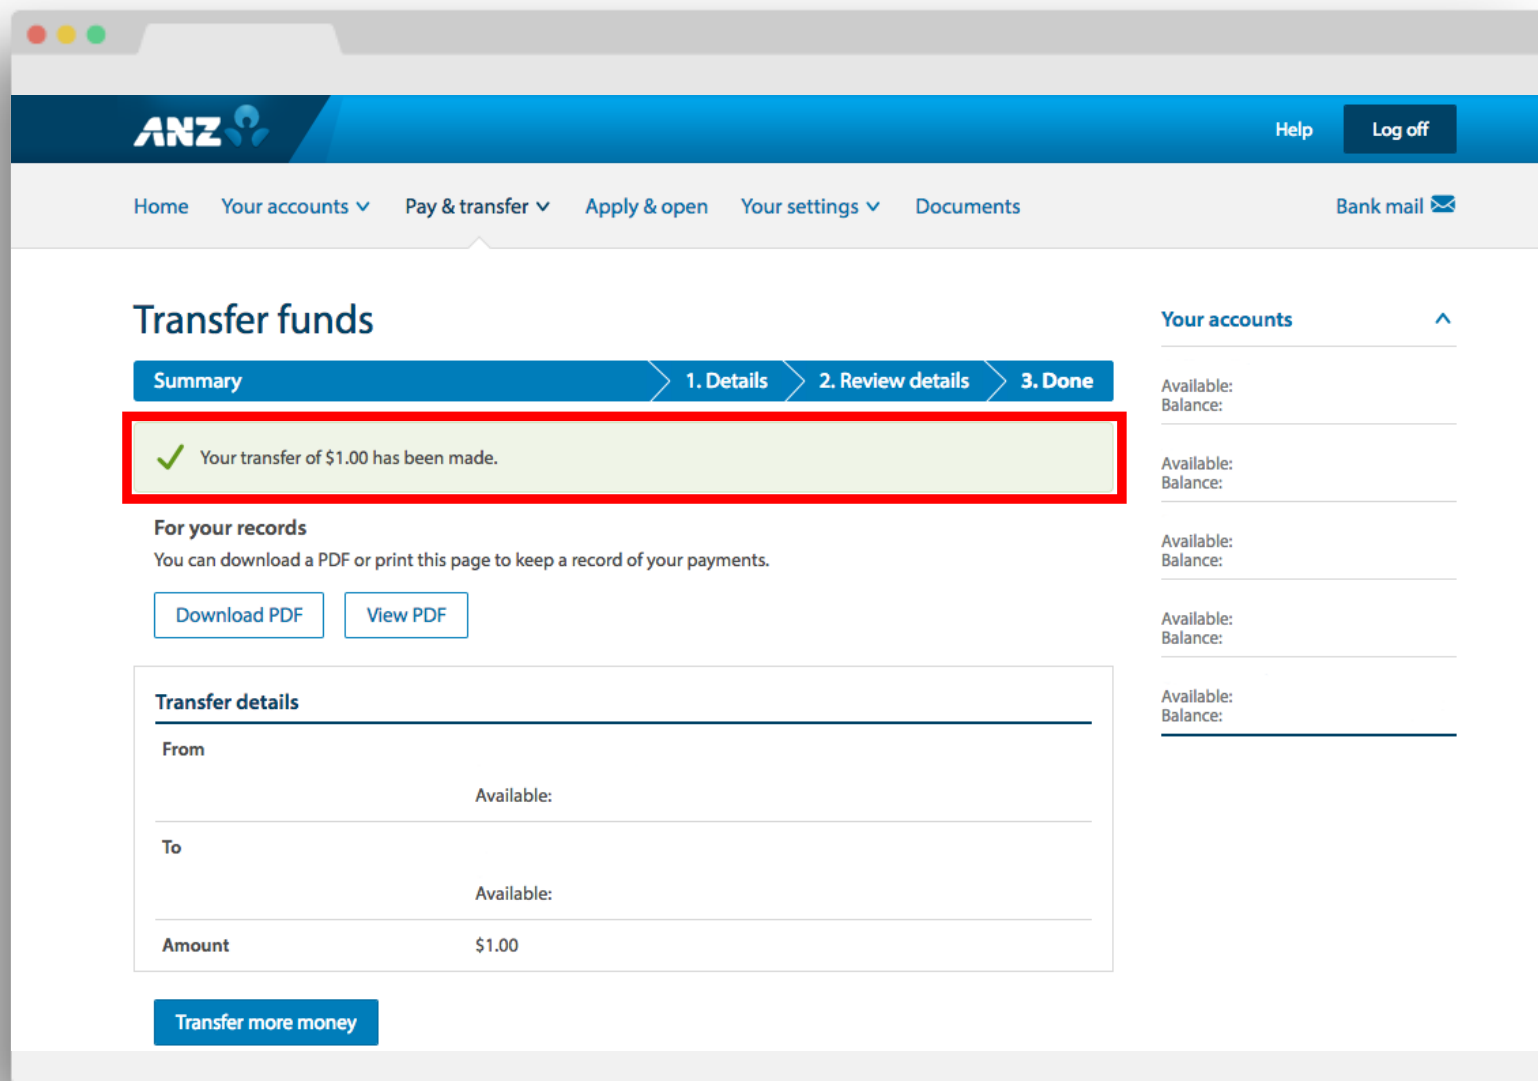 ANZ
Help
Log off
Home
Your accounts
Pay & transfer
Apply & open
Your settings
Documents
Bank mail
Transfer funds
Summary
1. Details
2. Review details
3. Done
Your transfer of $1.00 has been made.
For your records
You can download a PDF or print this page to keep a record of your payments.
Download PDF
View PDF
Transfer details
From
Available:
To
Available:
Amount
$1.00
Transfer more money
Your accounts
Available:
Balance:
Available:
Balance:
Available:
Balance:
Available:
Balance:
Available:
Balance: